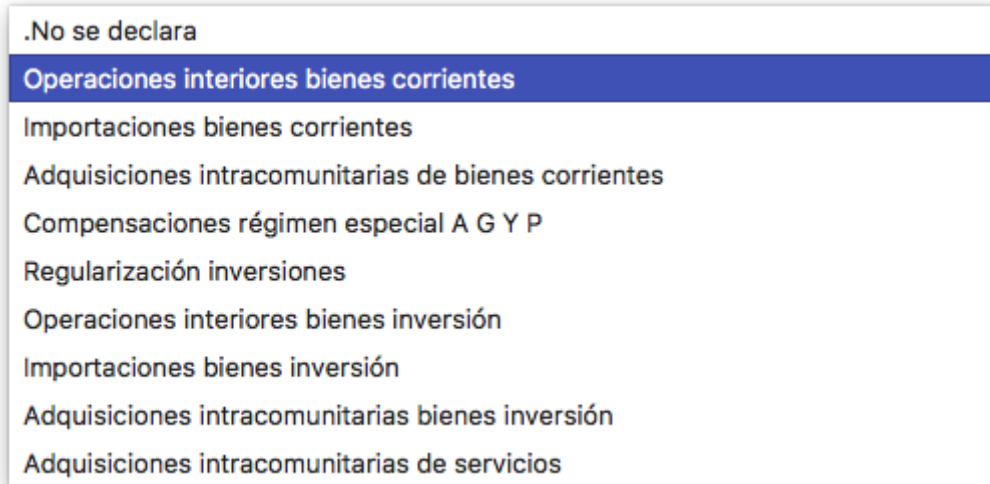 .No se declara
Operaciones interiores bienes corrientes
Importaciones bienes corrientes
Adquisiciones intracomunitarias de bienes corrientes
Compensaciones régimen especial A G Y P
Regularización inversiones
Operaciones interiores bienes inversión
Importaciones bienes inversión
Adquisiciones intracomunitarias bienes inversión
Adquisiciones intracomunitarias de servicios